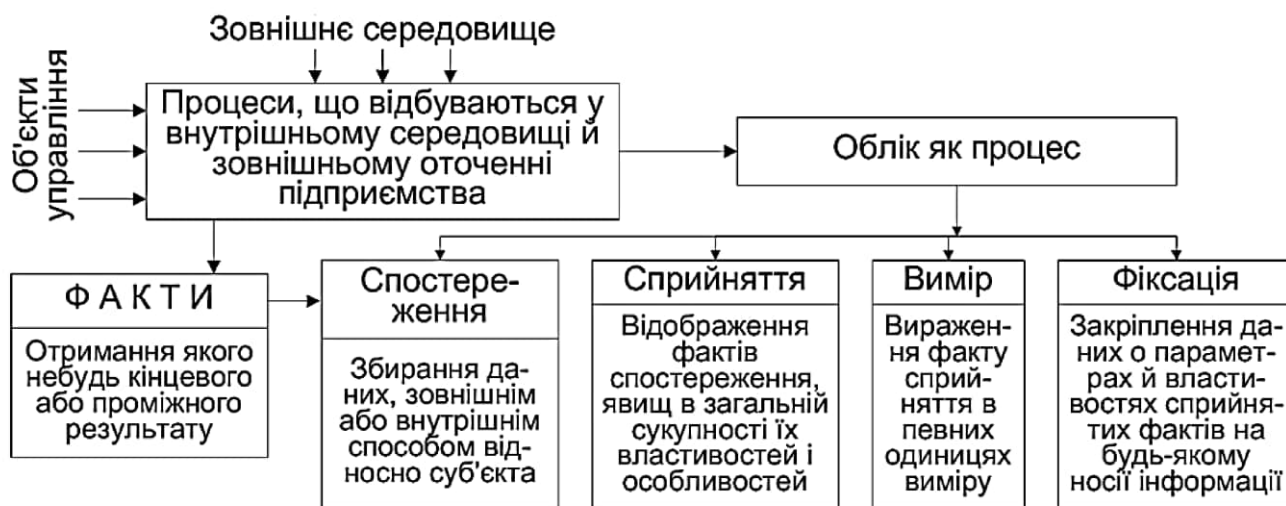 Зовнішнє середовище
Об'єкти
управління
Процеси, що відбуваються у
внутрішньому середовищі й
зовнішньому оточенні
підприємства
Облік як процес
ФАКТИ
Отримання якого
небудь кінцевого
або проміжного
результату
Спостере-
ження
Збирання да-
них, зовнішнім
або внутрішнім
способом від-
носно суб'єкта
Сприйняття
Відображення
фактів
спостереження,
явищ в загальній
сукупності їх
властивостей і
особливостей
Вимір
Виражен-
ня факту
сприй-
няття в
певних
одиницях
виміру
Фіксація
Закріплення да-
них о парамет-
рах й власти-
востях сприйня-
тих фактів на
будь-якому
носії інформації